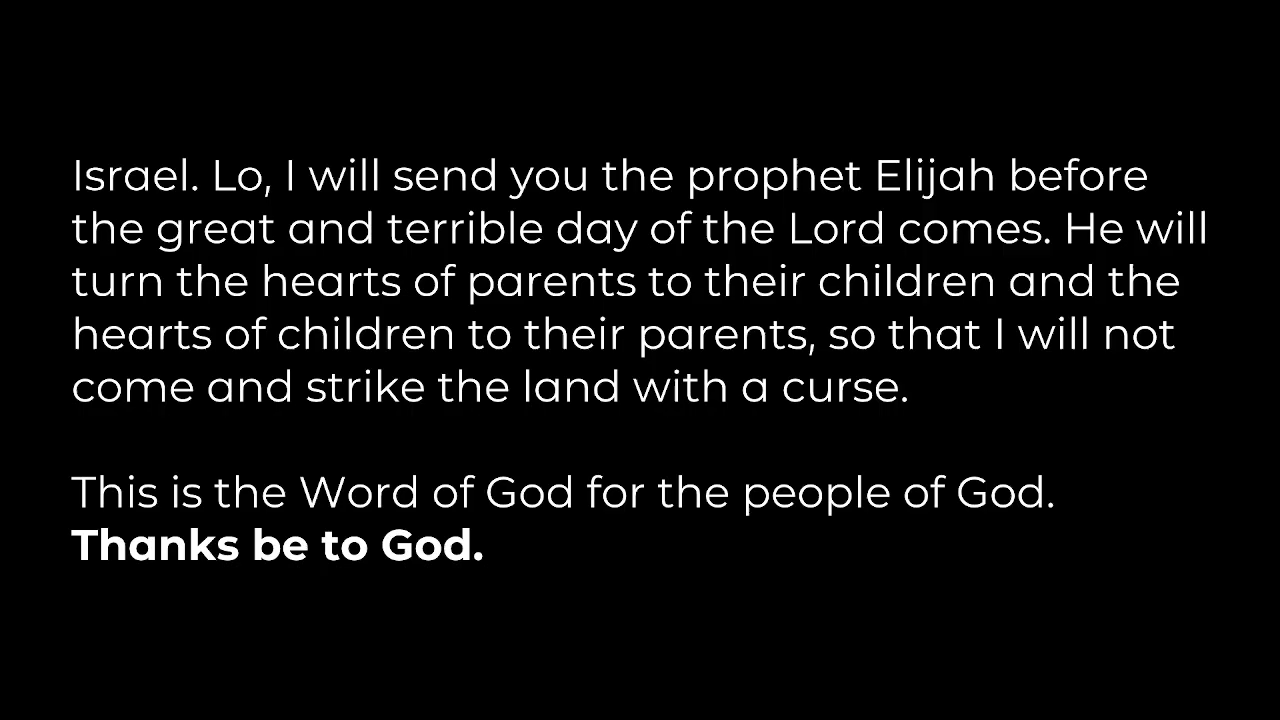 Israel. Lo, I will send you the prophet Elijah before
the great and terrible day of the Lord comes. He will
turn the hearts of parents to their children and the
hearts of children to their parents, so that I will not
come and strike the land with a curse.
This is the Word of God for the people of God.
Thanks be to God.